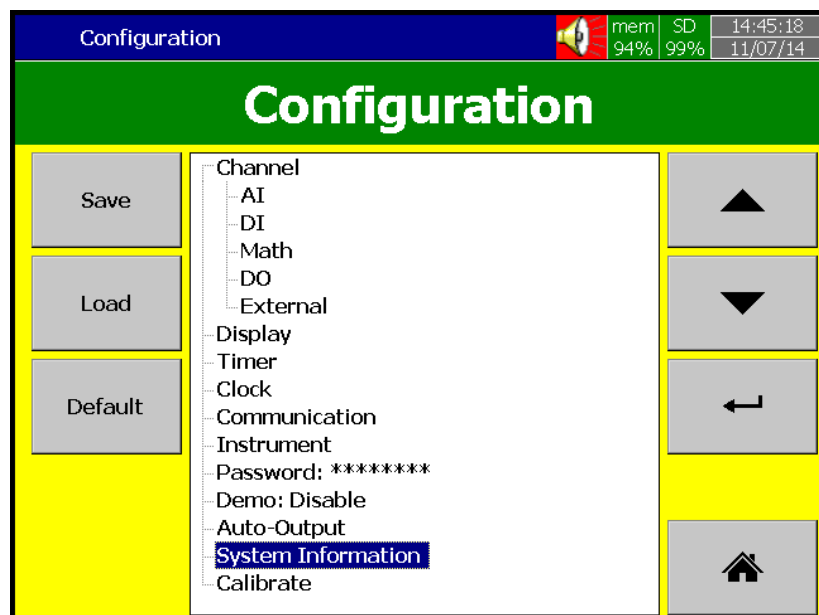 Configuration
mem SD 14:45:18
94% 99% 11/07/14
Configuration
Save
Load
Default
Channel
AI
DI
Math
DO
External
Display
Timer
Clock
Communication
Instrument
Password: ********
Demo: Disable
Auto-Output
System Information
Calibrate